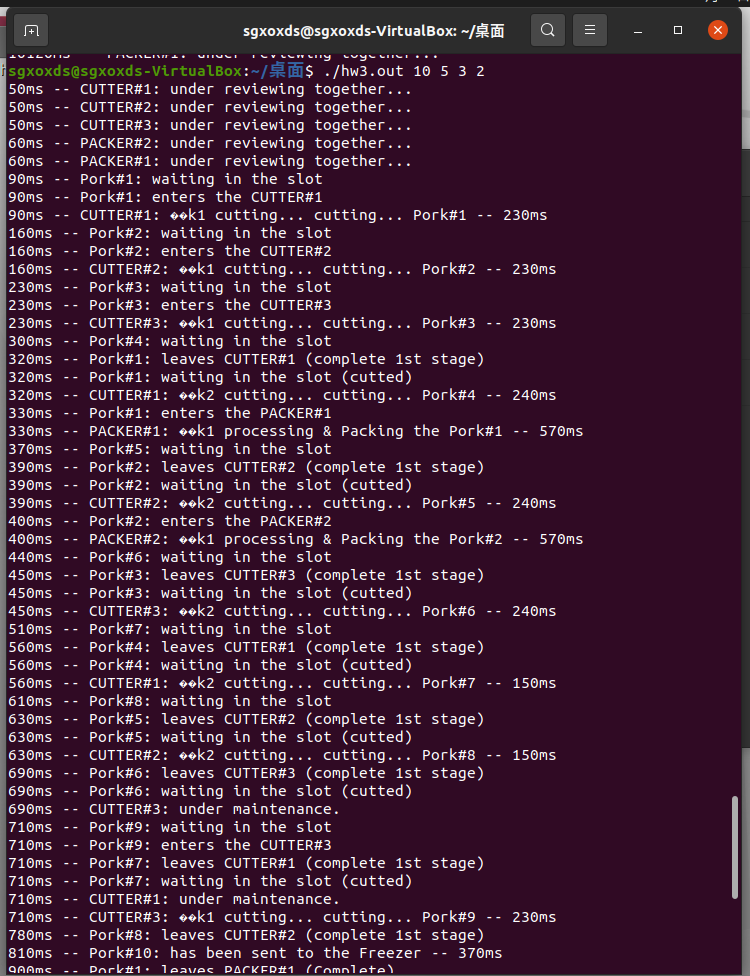 sgxoxds@sgxoxds-VirtualBox: ~/桌面
sgxoxds@sgxoxds-VirtualBox:~/桌面$ ./hw3.out 10 5 3 2
50ms -- CUTTER#1: under reviewing together...
50ms -- CUTTER#2: under reviewing together...
50ms -- CUTTER#3: under reviewing together...
60ms -- PACKER#2: under reviewing together...
60ms -- PACKER#1: under reviewing together...
90ms -- Pork#1: waiting in the slot
90ms -- Pork#1: enters the CUTTER#1
90ms -- CUTTER#1: ��k1 cutting... cutting... Pork#1 -- 230ms
160ms -- Pork#2: waiting in the slot
160ms -- Pork#2: enters the CUTTER#2
160ms -- CUTTER#2: ��k1 cutting... cutting... Pork#2 -- 230ms
230ms -- Pork#3: waiting in the slot
230ms -- Pork#3: enters the CUTTER#3
230ms -- CUTTER#3: ��k1 cutting... cutting... Pork#3 -- 230ms
300ms -- Pork#4: waiting in the slot
320ms -- Pork#1: leaves CUTTER#1 (complete 1st stage)
320ms -- Pork#1: waiting in the slot (cutted)
320ms -- CUTTER#1: ��k2 cutting... cutting... Pork#4 -- 240ms
330ms -- Pork#1: enters the PACKER#1
330ms -- PACKER#1: ��k1 processing & Packing the Pork#1 -- 570ms
370ms -- Pork#5: waiting in the slot
390ms -- Pork#2: leaves CUTTER#2 (complete 1st stage)
390ms -- Pork#2: waiting in the slot (cutted)
390ms -- CUTTER#2: ��k2 cutting... cutting... Pork#5 -- 240ms
400ms -- Pork#2: enters the PACKER#2
400ms -- PACKER#2: ��k1 processing & Packing the Pork#2 -- 570ms
440ms -- Pork#6: waiting in the slot
450ms -- Pork#3: leaves CUTTER#3 (complete 1st stage)
450ms -- Pork#3: waiting in the slot (cutted)
450ms -- CUTTER#3: ��k2 cutting... cutting... Pork#6 -- 240ms
510ms -- Pork#7: waiting in the slot
560ms -- Pork#4: leaves CUTTER#1 (complete 1st stage)
560ms -- Pork#4: waiting in the slot (cutted)
560ms -- CUTTER#1: ��k2 cutting... cutting... Pork#7 -- 150ms
610ms -- Pork#8: waiting in the slot
630ms -- Pork#5: leaves CUTTER#2 (complete 1st stage)
630ms -- Pork#5: waiting in the slot (cutted)
630ms -- CUTTER#2: ��k2 cutting... cutting... Pork#8 -- 150ms
690ms -- Pork#6: leaves CUTTER#3 (complete 1st stage)
690ms -- Pork#6: waiting in the slot (cutted)
690ms -- CUTTER#3: under maintenance.
710ms -- Pork#9: waiting in the slot
710ms -- Pork#9: enters the CUTTER#3
710ms -- Pork#7: leaves CUTTER#1 (complete 1st stage)
710ms -- Pork#7: waiting in the slot (cutted)
710ms -- CUTTER#1: under maintenance.
710ms -- CUTTER#3: ��k1 cutting... cutting... Pork#9 -- 230ms
780ms -- Pork#8: leaves CUTTER#2 (complete 1st stage)
810ms -- Pork#10: has been sent to the Freezer -- 370ms
900ms -- Pork#1: leaves PACKER#1 (Complete)